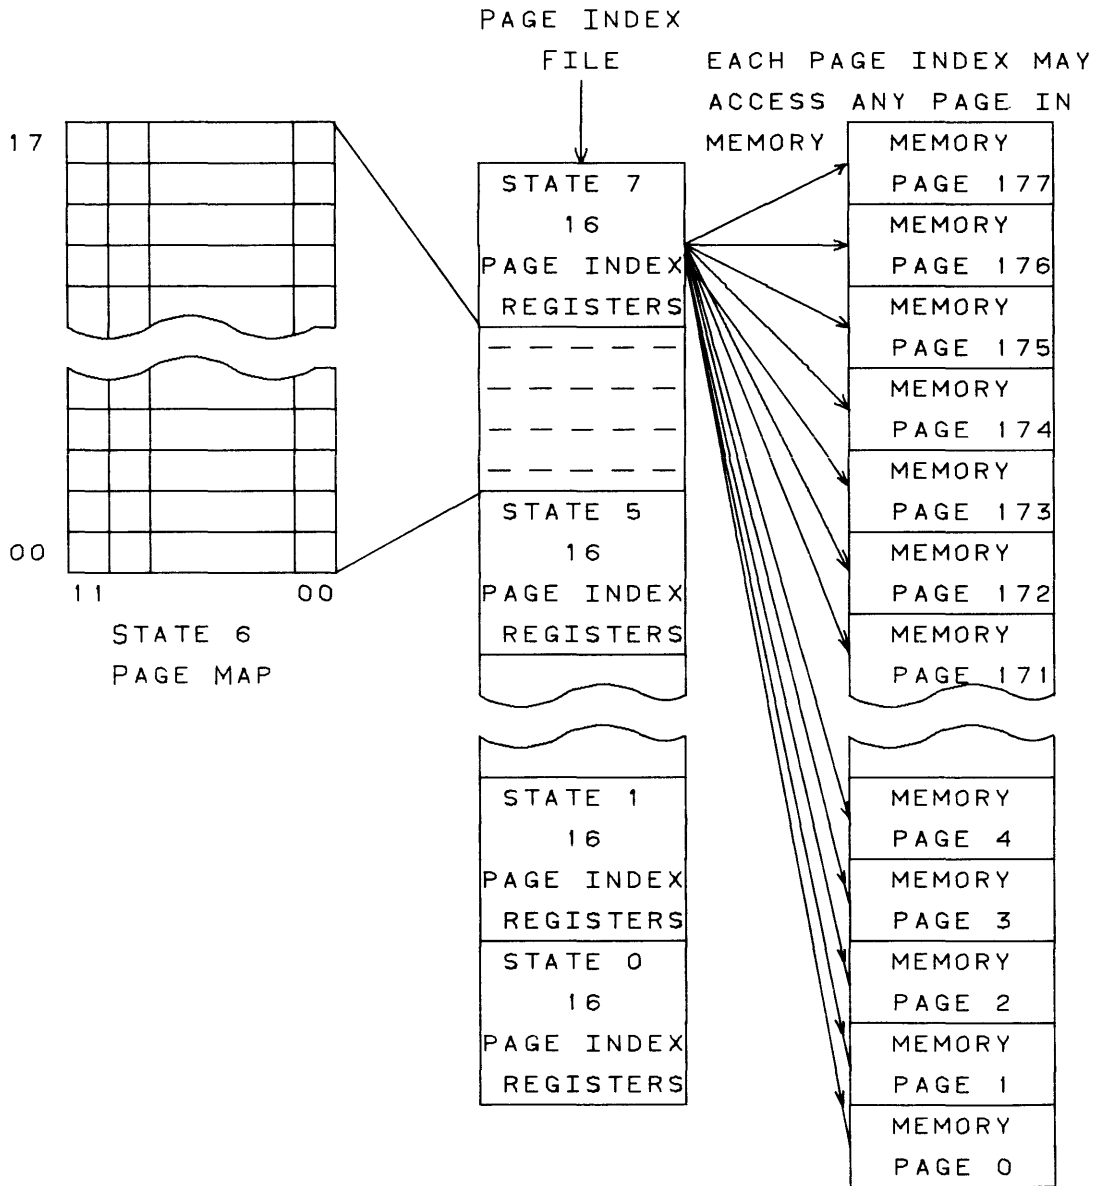 PAGE INDEX
FILE
EACH PAGE INDEX MAY
ACCESS ANY PAGE IN
MEMORY
17
00
11 00
STATE 6
PAGE MAP
STATE 7
16
PAGE INDEX
REGISTERS
STATE 5
16
PAGE INDEX
REGISTERS
STATE 1
16
PAGE INDEX
REGISTERS
STATE 0
16
PAGE INDEX
REGISTERS
MEMORY
PAGE 177
MEMORY
PAGE 176
MEMORY
PAGE 175
MEMORY
PAGE 174
MEMORY
PAGE 173
MEMORY
PAGE 172
MEMORY
PAGE 171
MEMORY
PAGE 4
MEMORY
PAGE 3
MEMORY
PAGE 2
MEMORY
PAGE 1
MEMORY
PAGE 0